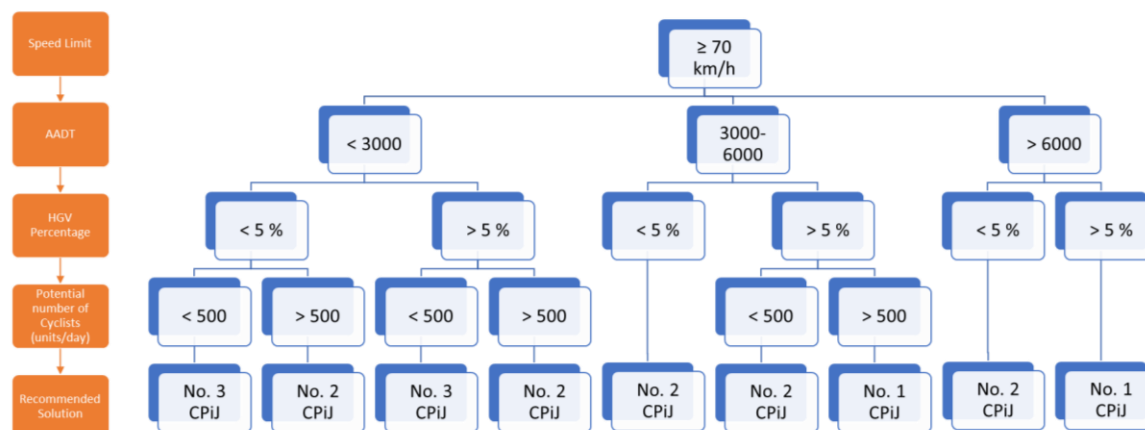 Speed Limit
≥ 70
km/h
AADT
< 3000
3000-
6000
> 6000
HGV
Percentage
< 5 %
> 5 %
< 5 %
> 5 %
< 5 %
> 5 %
Potential
number of
Cyclists
(units/day)
< 500
> 500
< 500
> 500
< 500
> 500
Recommended
Solution
No. 3
CPiJ
No. 2
CPiJ
No. 3
CPiJ
No. 2
CPiJ
No. 2
CPiJ
No. 2
CPiJ
No. 1
CPiJ
No. 2
CPiJ
No. 1
CPiJ